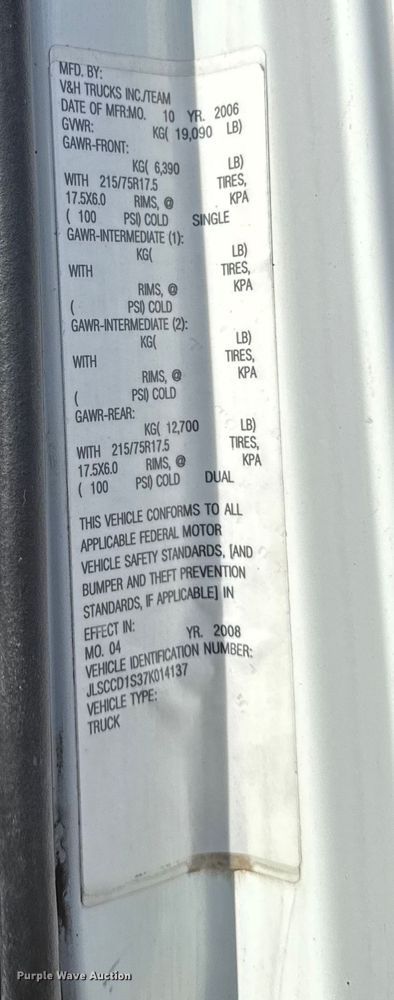 MFD. BY:
V&H TRUCKS INC./TEAM
DATE OF MFR:MO. 10 YR. 2006
GVWR: KG( 19,090 LB)
GAWR-FRONT:
KG( 6,390 LB)
WITH 215/75R17.5 TIRES,
17.5X6.0 RIMS, @ KPA
( 100 PSI) COLD SINGLE
GAWR-INTERMEDIATE (1):
KG( LB)
WITH TIRES,
RIMS, @ KPA
( PSI) COLD
GAWR-INTERMEDIATE (2):
KG( LB)
WITH TIRES,
RIMS, @ KPA
( PSI) COLD
GAWR-REAR:
KG( 12,700 LB)
WITH 215/75R17.5 TIRES,
17.5X6.0 RIMS, @ KPA
( 100 PSI) COLD DUAL
THIS VEHICLE CONFORMS TO ALL
APPLICABLE FEDERAL MOTOR
VEHICLE SAFETY STANDARDS, [AND
BUMPER AND THEFT PREVENTION
STANDARDS, IF APPLICABLE] IN
EFFECT IN:
MO. 04 YR. 2008
VEHICLE IDENTIFICATION NUMBER:
JLSCCD1S37K014137
VEHICLE TYPE:
TRUCK
Purple Wave Auction